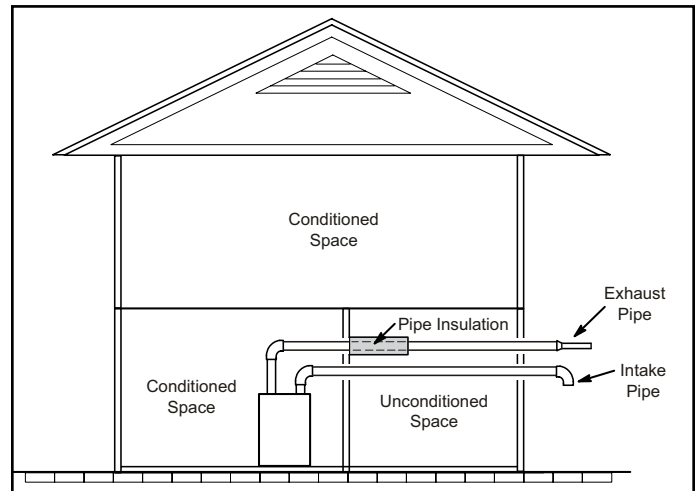 Conditioned
Space
Exhaust
Pipe
Pipe Insulation
Intake
Pipe
Conditioned
Space
Unconditioned
Space